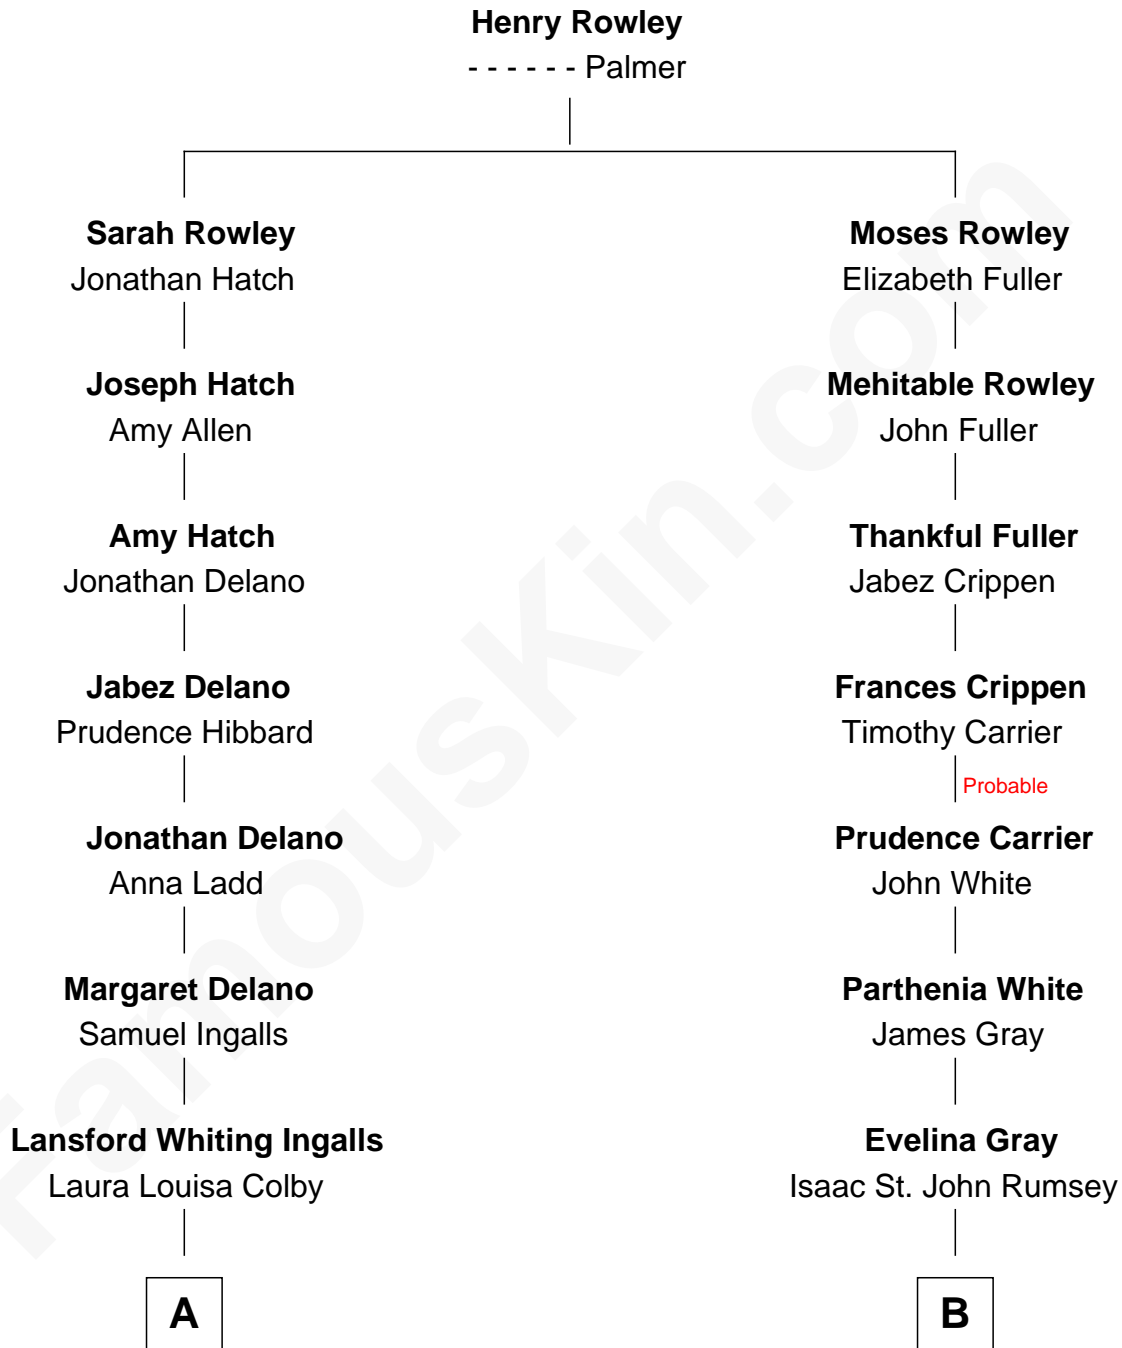 Henry Rowley
- - - - - - Palmer
Sarah Rowley
Jonathan Hatch
Moses Rowley
Elizabeth Fuller
Joseph Hatch
Amy Allen
Mehitable Rowley
John Fuller
Amy Hatch
Jonathan Delano
Thankful Fuller
Jabez Crippen
Jabez Delano
Prudence Hibbard
Frances Crippen
Timothy Carrier
Probable
Jonathan Delano
Anna Ladd
Prudence Carrier
John White
Margaret Delano
Samuel Ingalls
Parthenia White
James Gray
Lansford Whiting Ingalls
Laura Louisa Colby
Evelina Gray
Isaac St. John Rumsey
A
B
FamousKin.com